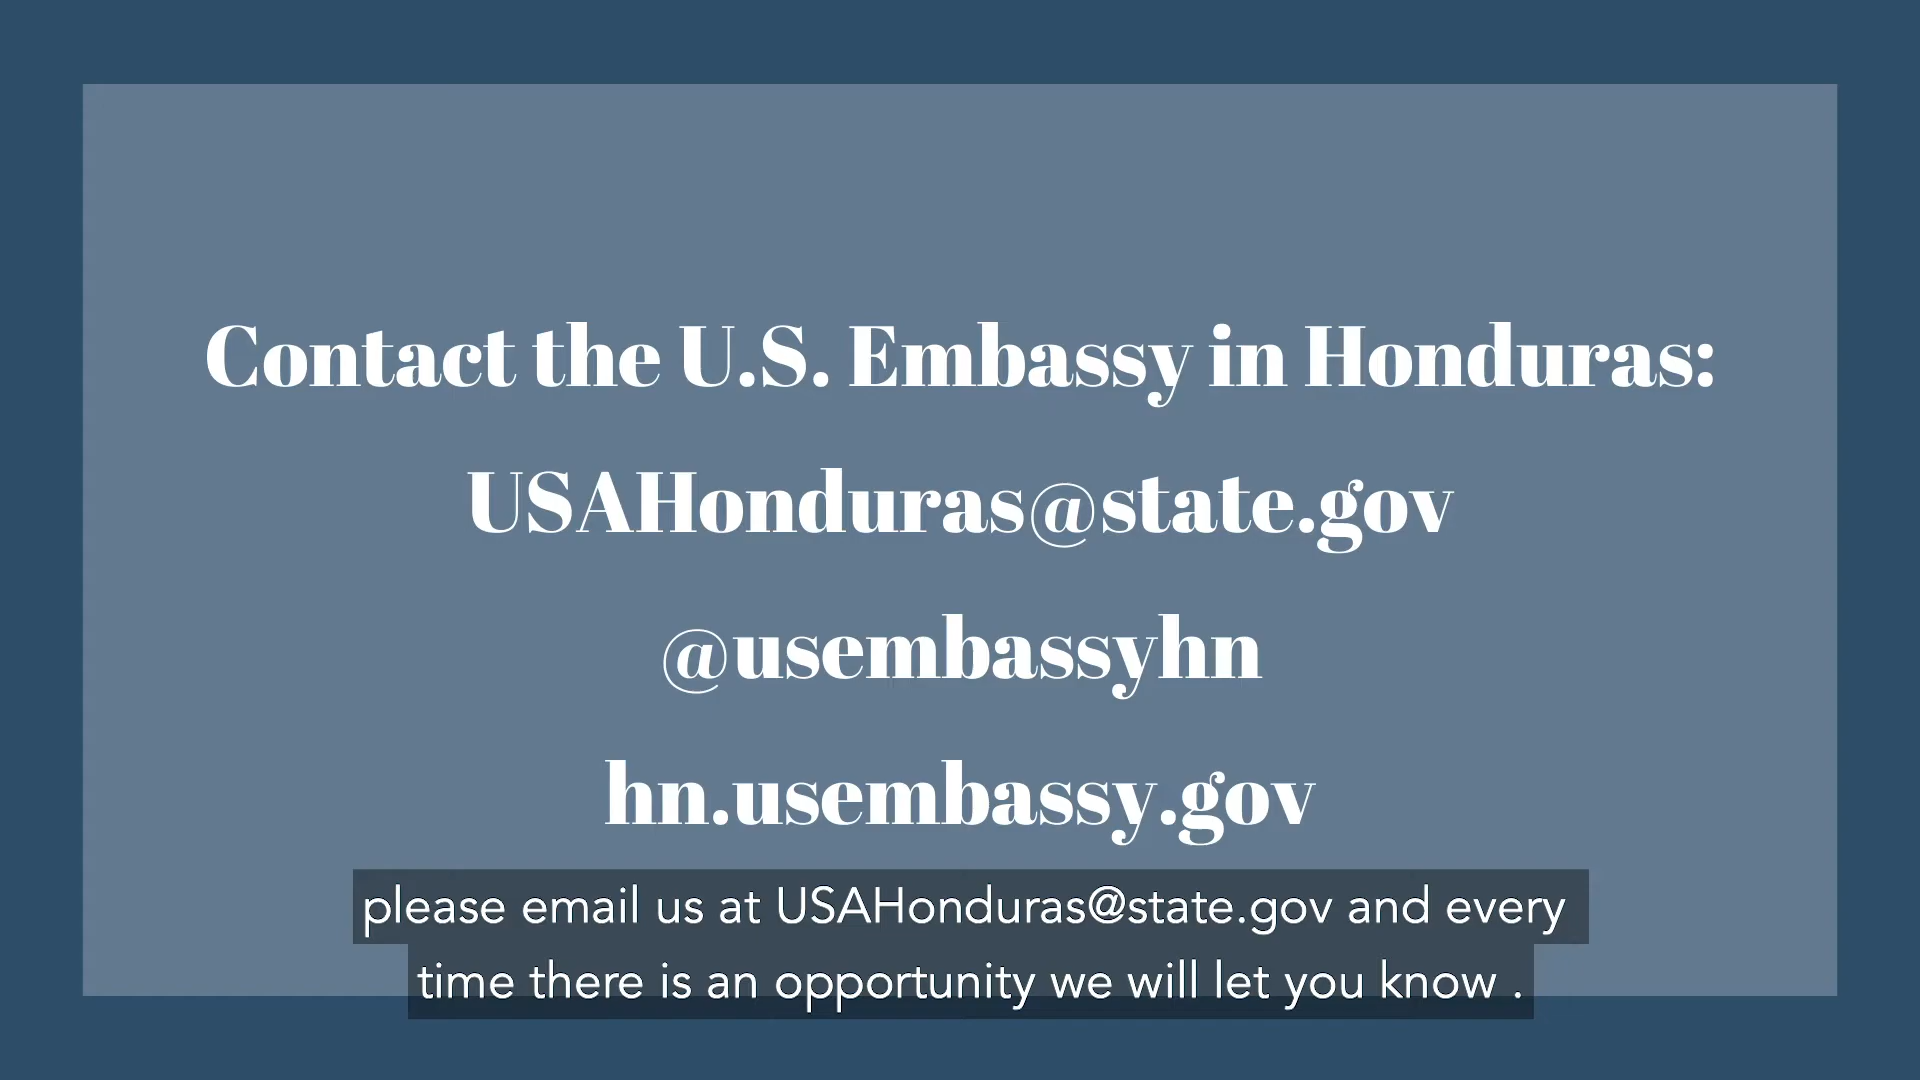 Contact the U.S. Embassy in Honduras:
USAHonduras@state.gov
@usembassyhn
hn.usembassy.gov
please email us at USAHonduras@state.gov and every
time there is an opportunity we will let you know .